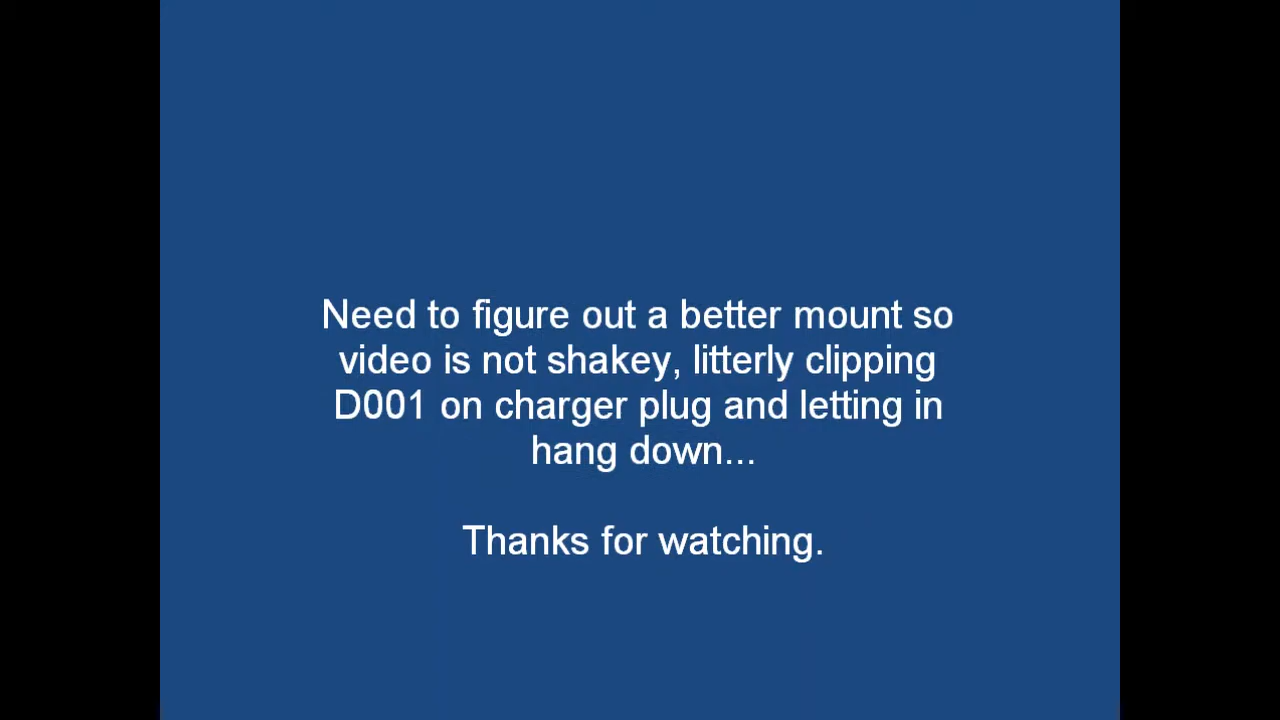 Need to figure out a better mount so
video is not shakey, litterly clipping
D001 on charger plug and letting in
hang down...
Thanks for watching.